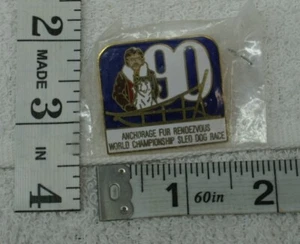 90
ANCHORAGE FUR RENDEZVOUS
WORLD CHAMPIONSHIP SLED DOG RACE
2 MADE 3 IN 4
1 60in 2